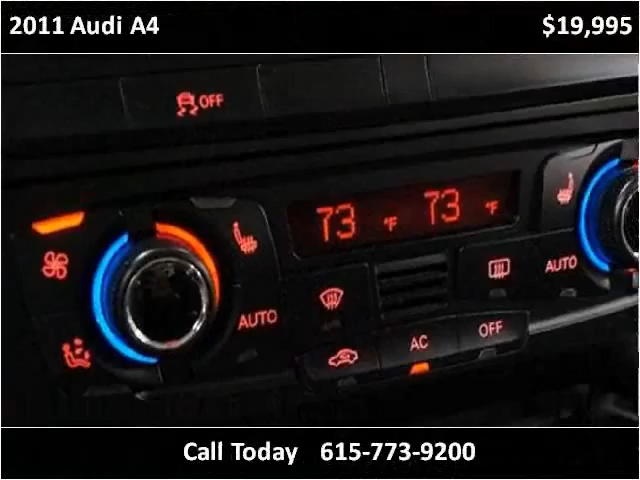 2011 Audi A4 $19,995
OFF
73 °F 73 °F
AUTO AUTO
AC OFF
Call Today 615-773-9200